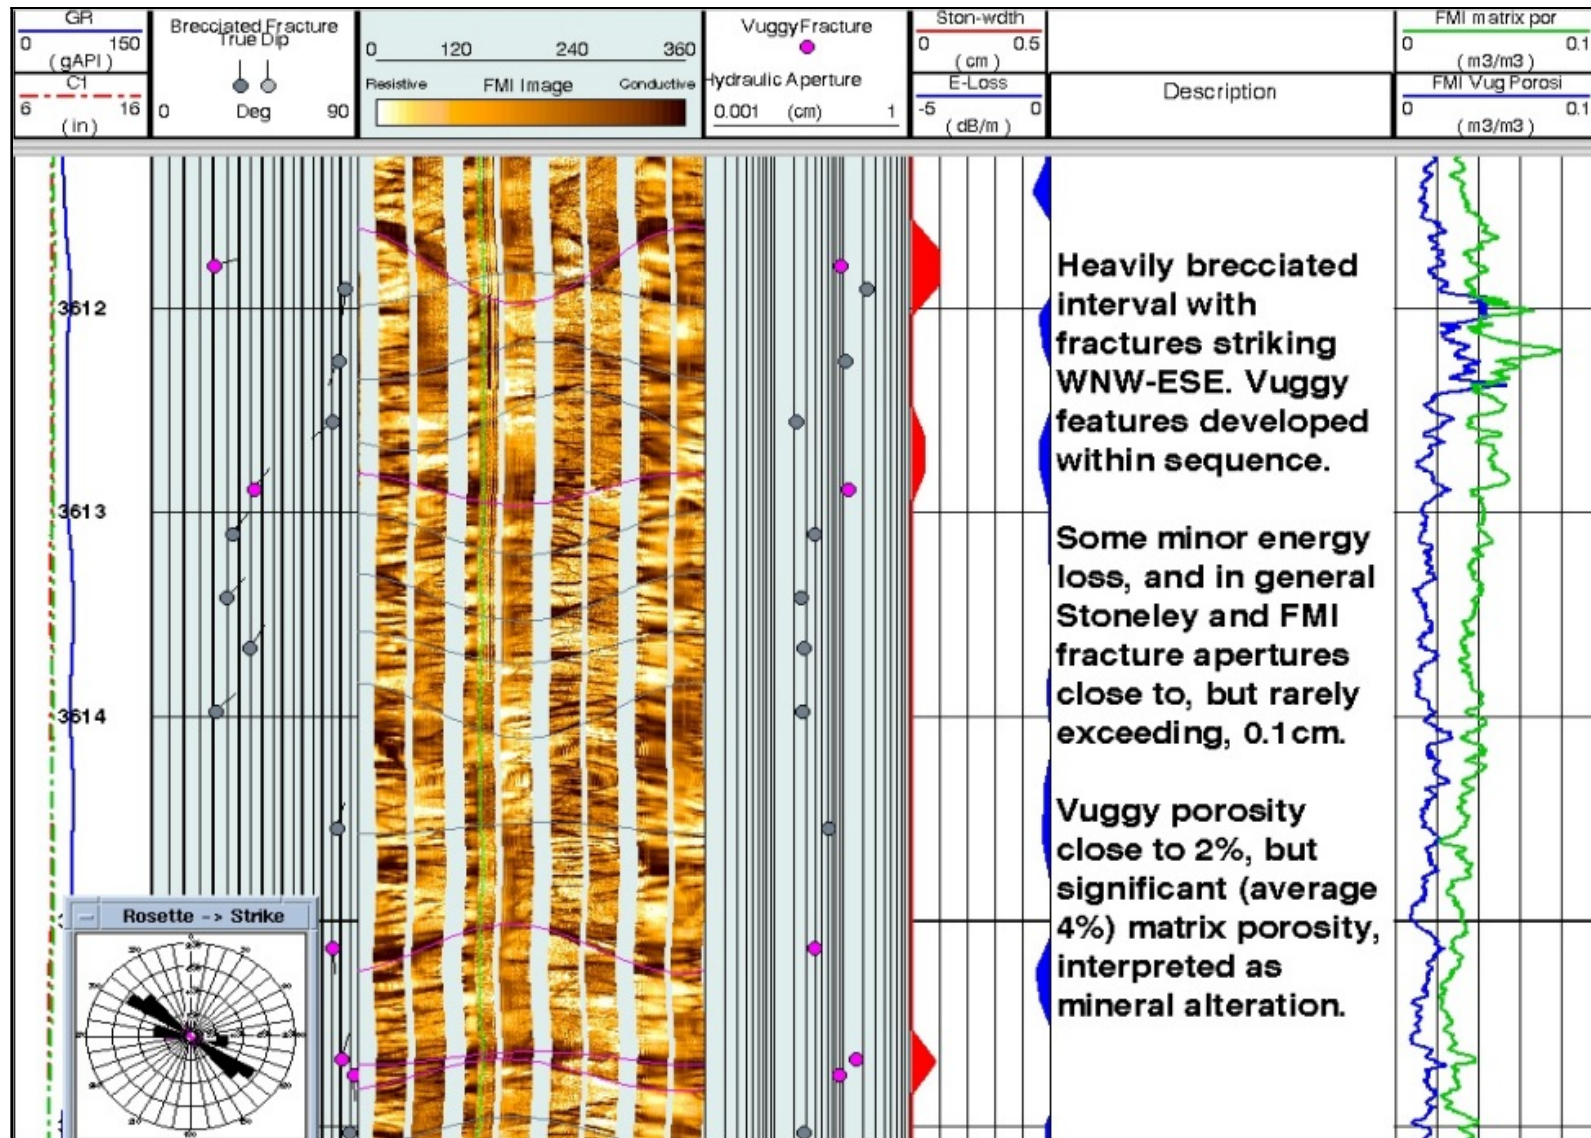 GR
0 150
( gAPI )
C1
6 16
( in )
Brecciated Fracture
True Dip
0 Deg 90
0 120 240 360
Resistive FMI Image Conductive
Vuggy Fracture
Hydraulic Aperture
0.001 (cm) 1
Ston-wdth
0 0.5
( cm )
E-Loss
-5 0
( dB/m )
Description
FMI matrix por
0 0.1
( m3/m3 )
FMI Vug Porosi
0 0.1
( m3/m3 )
3612
3613
3614
Heavily brecciated
interval with
fractures striking
WNW-ESE. Vuggy
features developed
within sequence.
Some minor energy
loss, and in general
Stoneley and FMI
fracture apertures
close to, but rarely
exceeding, 0.1cm.
Vuggy porosity
close to 2%, but
significant (average
4%) matrix porosity,
interpreted as
mineral alteration.
Rosette -> Strike